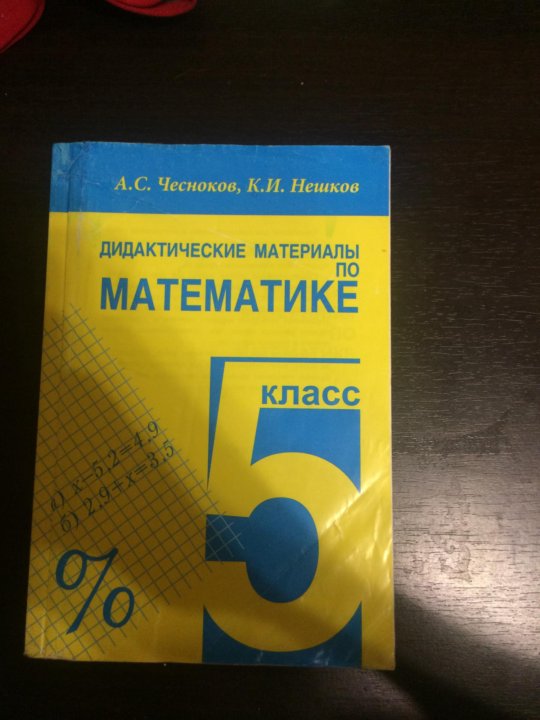 А.С. Чесноков, К.И. Нешков
ДИДАКТИЧЕСКИЕ МАТЕРИАЛЫ
ПО
МАТЕМАТИКЕ
5
класс
а) x-5,2=4,9
б) 2,9+x=3,5
%